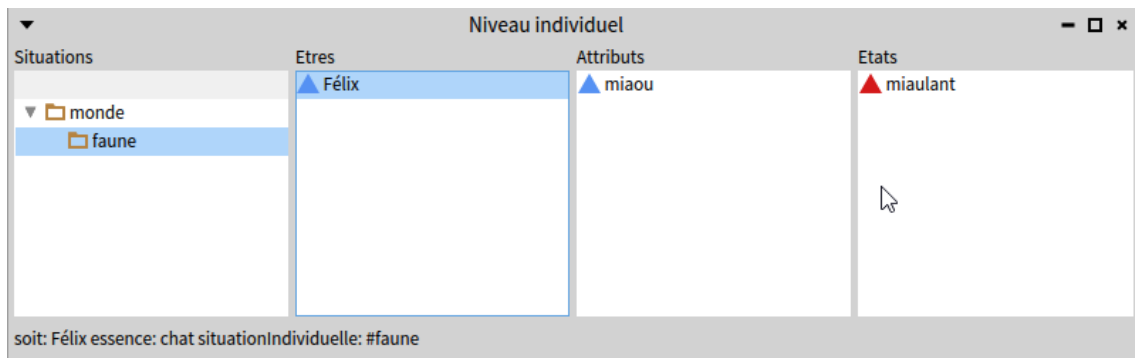 Niveau individuel
Situations Etres Attributs Etats
Félix miaou miaulant
monde
faune
soit: Félix essence: chat situationIndividuelle: #faune